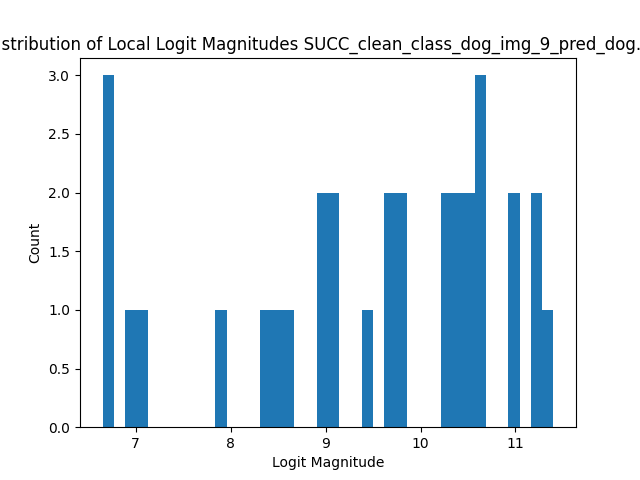 stribution of Local Logit Magnitudes SUCC_clean_class_dog_img_9_pred_dog.
3.0
2.5
2.0
1.5
1.0
0.5
0.0
Count
7 8 9 10 11
Logit Magnitude